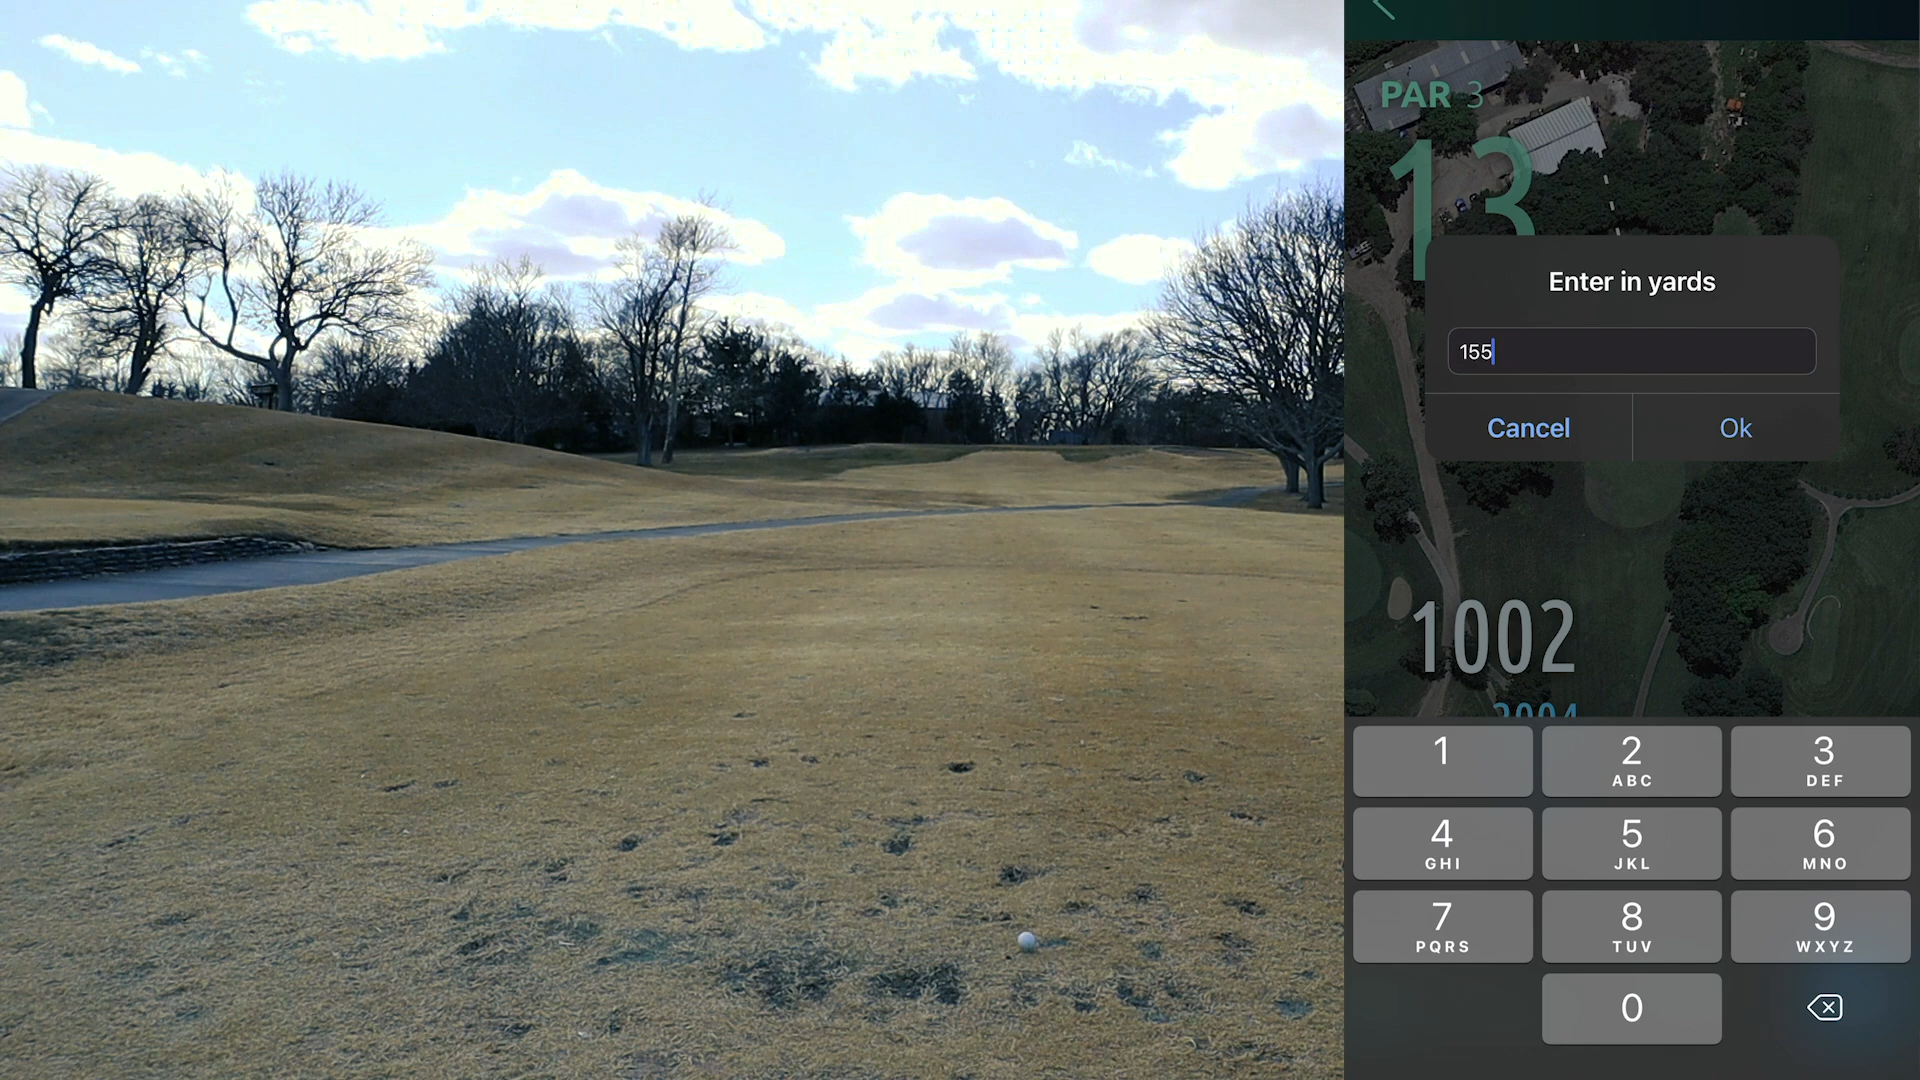 PAR 3
13
Enter in yards
155
Cancel
Ok
1002
2004
1
2
ABC
3
DEF
4
GHI
5
JKL
6
MNO
7
PQRS
8
TUV
9
WXYZ
0